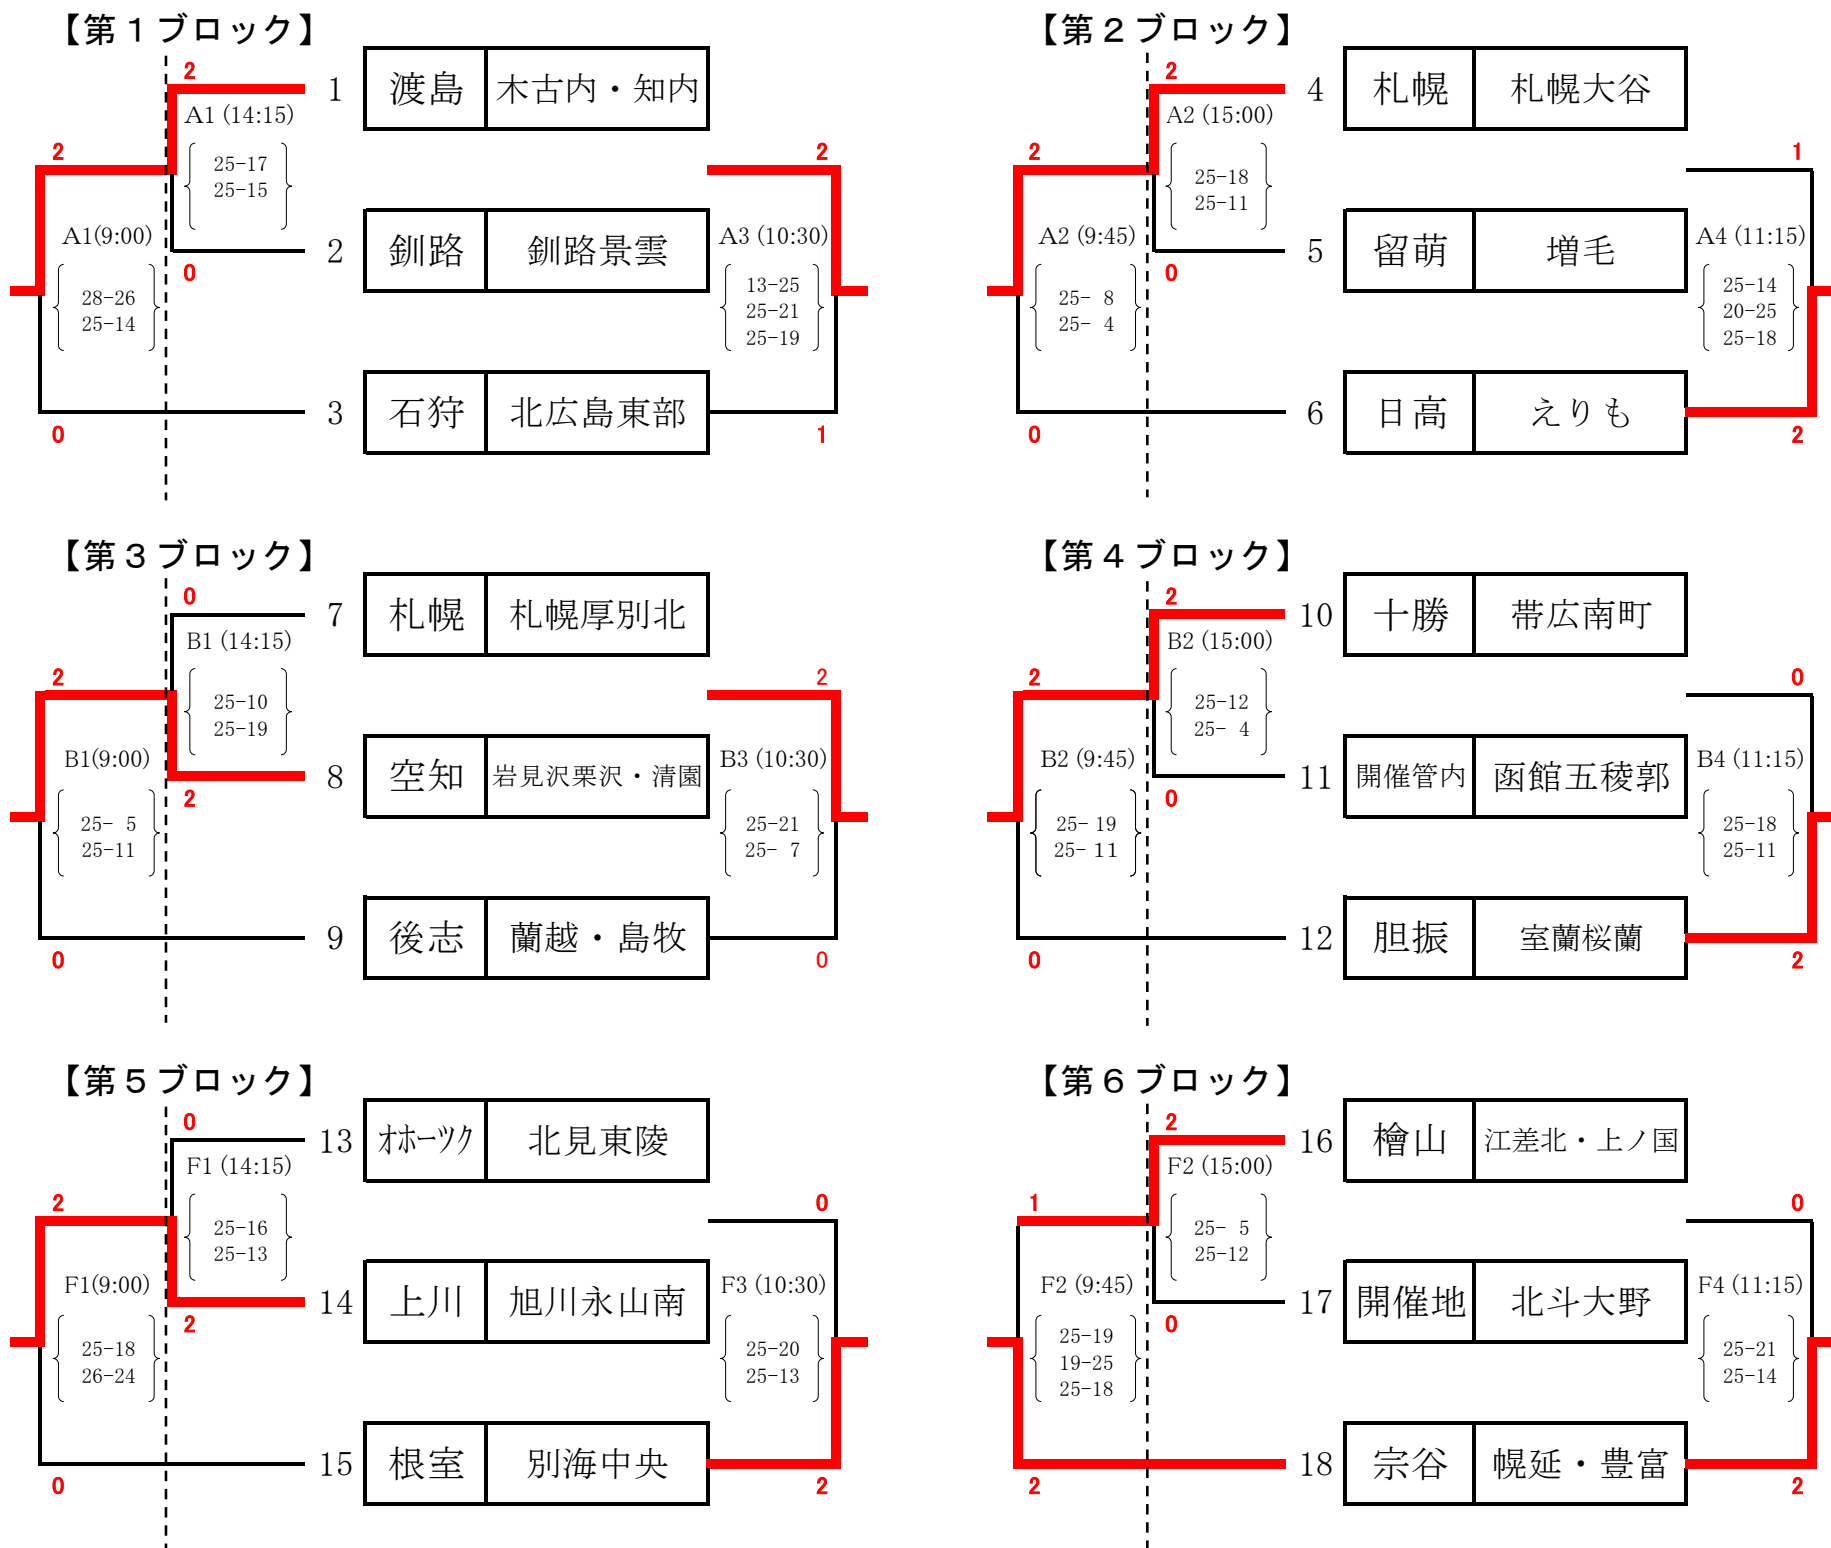 【第１ブロック】
2
1 渡島 木古内・知内
A1 (14:15)
25-17
25-15
2
2
A1(9:00)
28-26
25-14
2 釧路 釧路景雲
0
A3 (10:30)
13-25
25-21
25-19
3 石狩 北広島東部
0
1
【第２ブロック】
2
4 札幌 札幌大谷
A2 (15:00)
25-18
25-11
2
1
A2 (9:45)
25- 8
25- 4
5 留萌 増毛
0
A4 (11:15)
25-14
20-25
25-18
6 日高 えりも
0
2
【第３ブロック】
0
7 札幌 札幌厚別北
B1 (14:15)
25-10
25-19
2
2
B1(9:00)
25- 5
25-11
8 空知 岩見沢栗沢・清園
2
B3 (10:30)
25-21
25- 7
9 後志 蘭越・島牧
0
0
【第４ブロック】
2
10 十勝 帯広南町
B2 (15:00)
25-12
25- 4
2
0
B2 (9:45)
25- 19
25- 11
11 開催管内 函館五稜郭
0
B4 (11:15)
25-18
25-11
12 胆振 室蘭桜蘭
0
2
【第５ブロック】
0
13 オホーツク 北見東陵
F1 (14:15)
25-16
25-13
2
0
F1(9:00)
25-18
26-24
14 上川 旭川永山南
2
F3 (10:30)
25-20
25-13
15 根室 別海中央
0
2
【第６ブロック】
2
16 檜山 江差北・上ノ国
F2 (15:00)
25- 5
25-12
1
0
F2 (9:45)
25-19
19-25
25-18
17 開催地 北斗大野
0
F4 (11:15)
25-21
25-14
18 宗谷 幌延・豊富
2
2